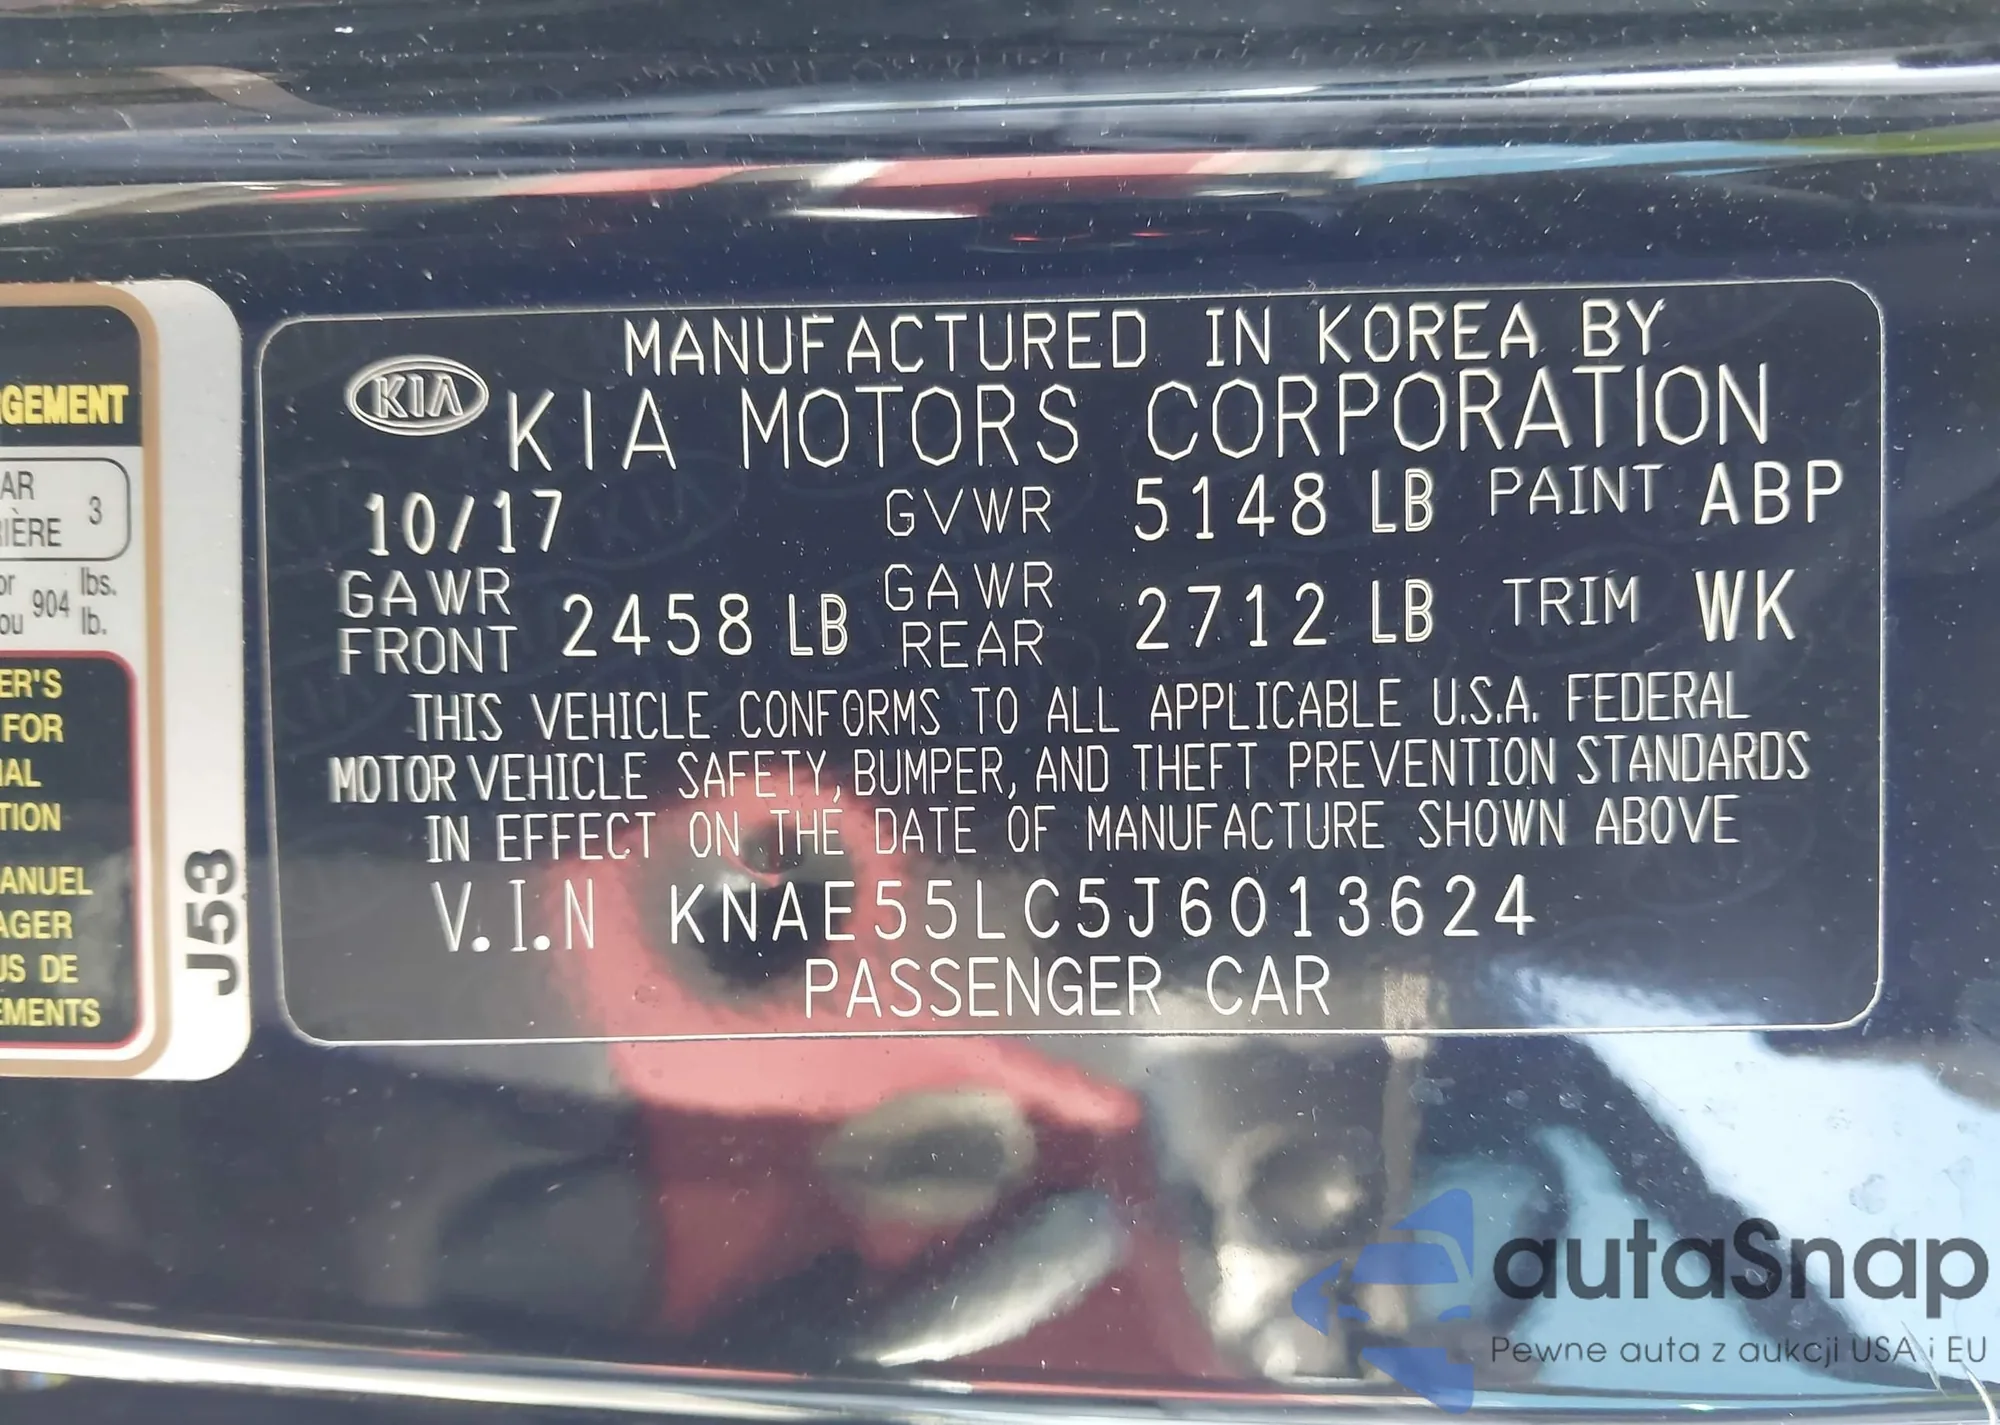 GEMENT
AR
IÈRE
3
or
ou
904
lbs.
lb.
ER'S
FOR
TION
ANUEL
AGER
US DE
EMENTS
J53
KIA
MANUFACTURED IN KOREA BY
KIA MOTORS CORPORATION
10/17 GVWR 5148 LB PAINT ABP
GAWR FRONT 2458 LB GAWR REAR 2712 LB TRIM WK
THIS VEHICLE CONFORMS TO ALL APPLICABLE U.S.A. FEDERAL
MOTOR VEHICLE SAFETY, BUMPER, AND THEFT PREVENTION STANDARDS
IN EFFECT ON THE DATE OF MANUFACTURE SHOWN ABOVE
V.I.N KNAE55LC5J6013624
PASSENGER CAR
autaSnap
Pewne auta z aukcji USA i EU